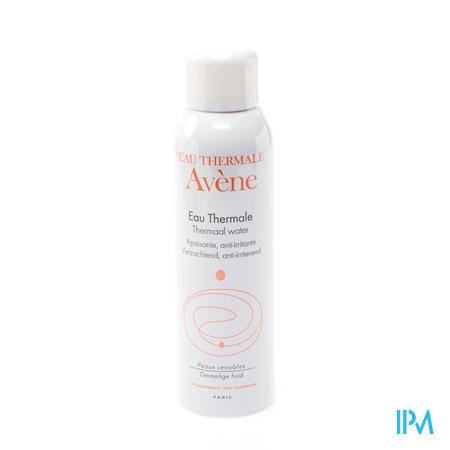 EAU THERMALE
Avène
Eau Thermale
Thermaal water
Apaisante, anti-irritante
Verzachtend, anti-irriterend
Peaux sensibles
Gevoelige huid
PARIS
IPM